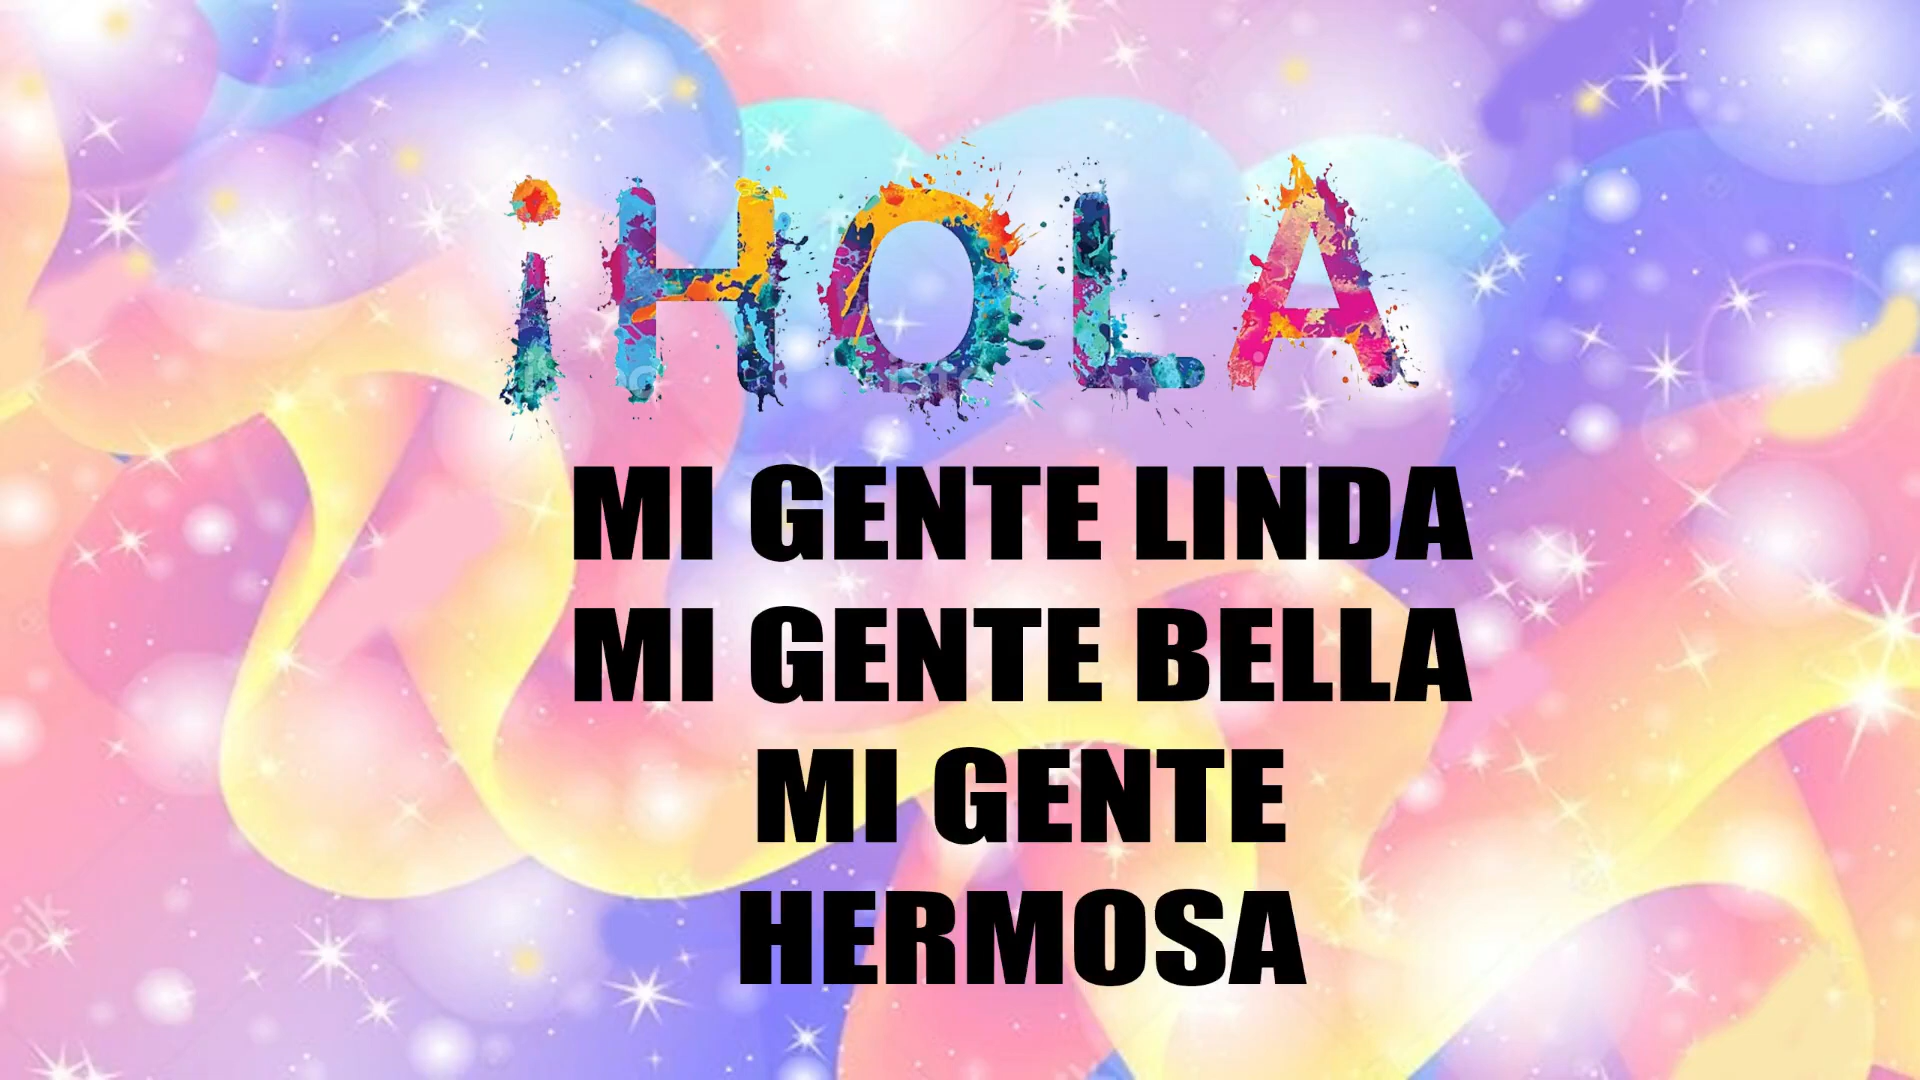 ¡HOLA
MI GENTE LINDA
MI GENTE BELLA
MI GENTE
HERMOSA